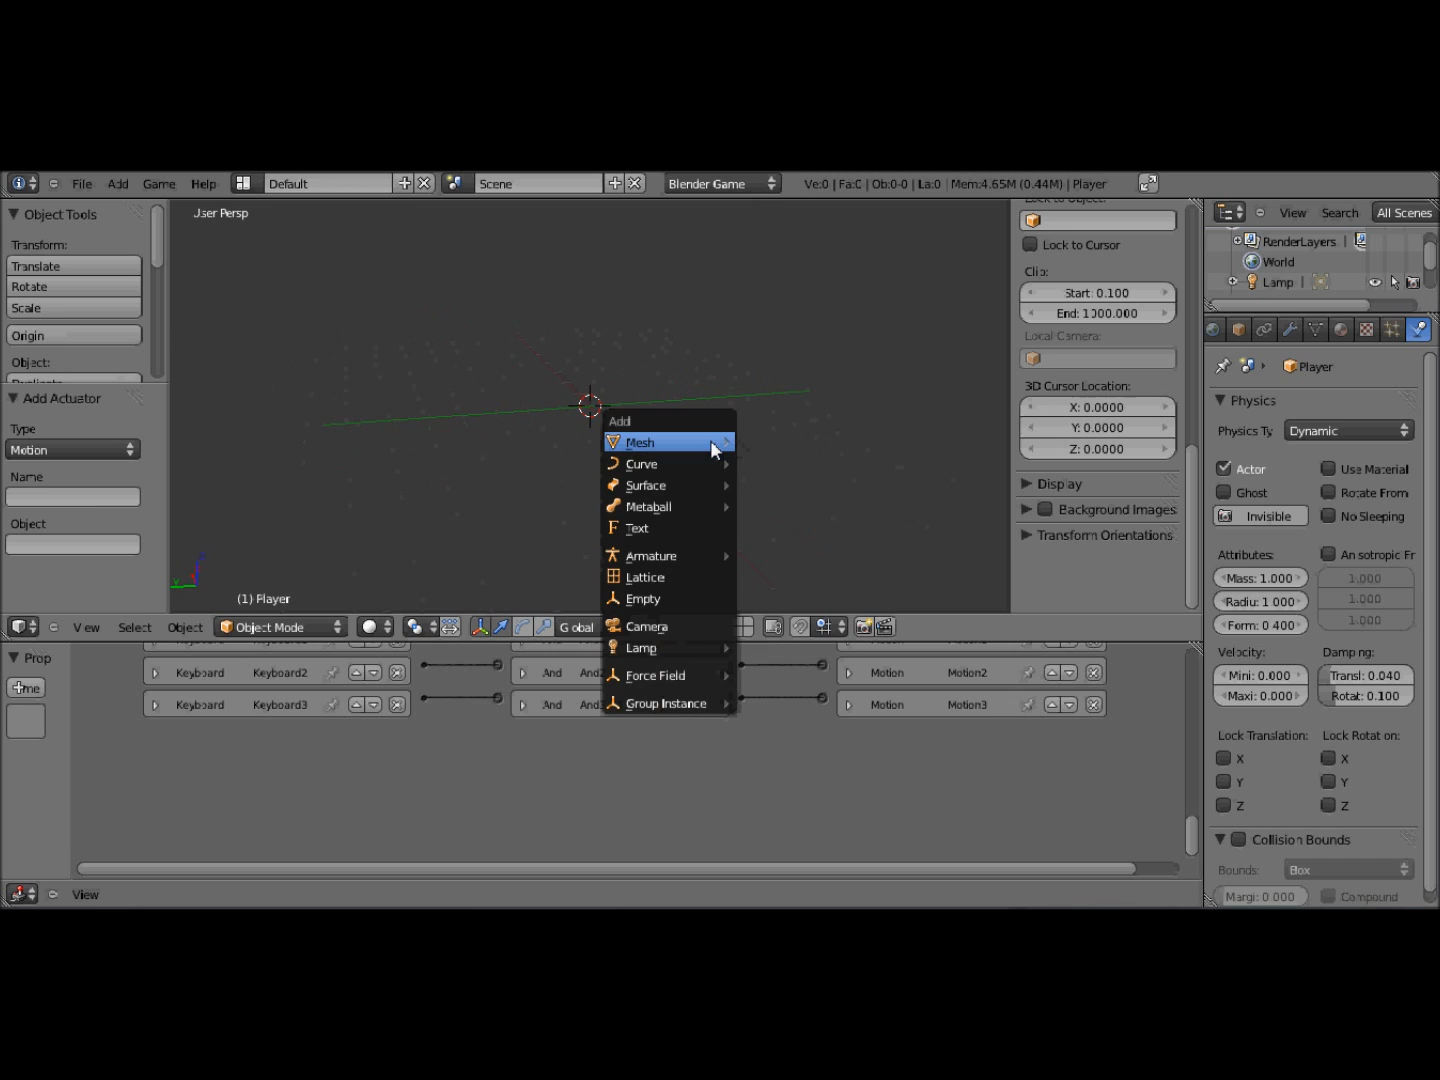 File Add Game Help Default Scene Blender Game Ve:0 | Fa:0 | Ob:0-0 | La:0 | Mem:4.65M (0.44M) | Player
View Search All Scenes
Object Tools
Transform:
Translate
Rotate
Scale
Origin
Object:
Add Actuator
Type
Motion
Name
Object
User Persp
(1) Player
Add
Mesh
Curve
Surface
Metaball
Text
Armature
Lattice
Empty
Camera
Lamp
Force Field
Group Instance
Lock to Object:
Lock to Cursor
Clip:
Start: 0.100
End: 1000.000
Local Camera:
3D Cursor Location:
X: 0.0000
Y: 0.0000
Z: 0.0000
Display
Background Images
Transform Orientations
RenderLayers |
World
Lamp |
Player
Physics
Physics Ty Dynamic
Actor Use Material
Ghost Rotate From
Invisible No Sleeping
Attributes: Anisotropic Fr
Mass: 1.000 1.000
Radiu: 1.000 1.000
Form: 0.400 1.000
Velocity: Damping:
Mini: 0.000 Transl: 0.040
Maxi: 0.000 Rotat: 0.100
Lock Translation: Lock Rotation:
X X
Y Y
Z Z
Collision Bounds
Bounds: Box
Margi: 0.000 Compound
View Select Object Object Mode Global
Prop
Keyboard Keyboard2 And Motion Motion2
Keyboard Keyboard3 And Motion Motion3
View